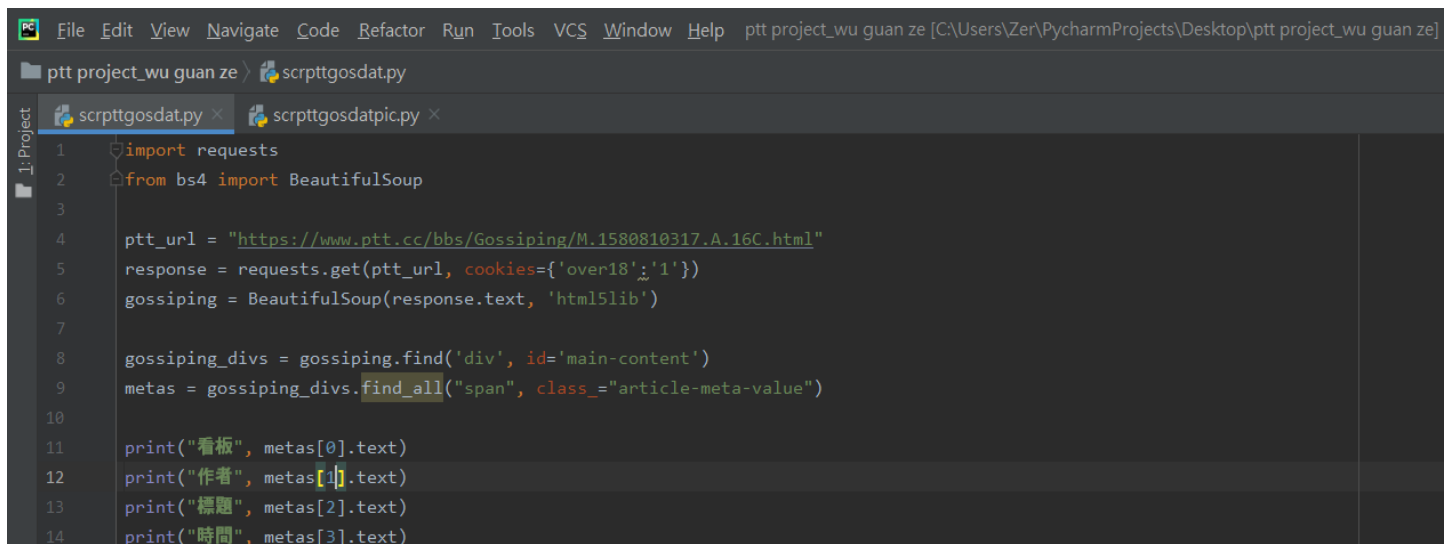 PC File Edit View Navigate Code Refactor Run Tools VCS Window Help ptt project_wu guan ze [C:\Users\Zer\PycharmProjects\Desktop\ptt project_wu guan ze]
ptt project_wu guan ze scrpttgosdat.py
scrpttgosdat.py × scrpttgosdatpic.py ×
1: Project
1 import requests
2 from bs4 import BeautifulSoup
3
4 ptt_url = "https://www.ptt.cc/bbs/Gossiping/M.1580810317.A.16C.html"
5 response = requests.get(ptt_url, cookies={'over18':'1'})
6 gossiping = BeautifulSoup(response.text, 'html5lib')
7
8 gossiping_divs = gossiping.find('div', id='main-content')
9 metas = gossiping_divs.find_all("span", class_="article-meta-value")
10
11 print("看板", metas[0].text)
12 print("作者", metas[1].text)
13 print("標題", metas[2].text)
14 print("時間", metas[3].text)